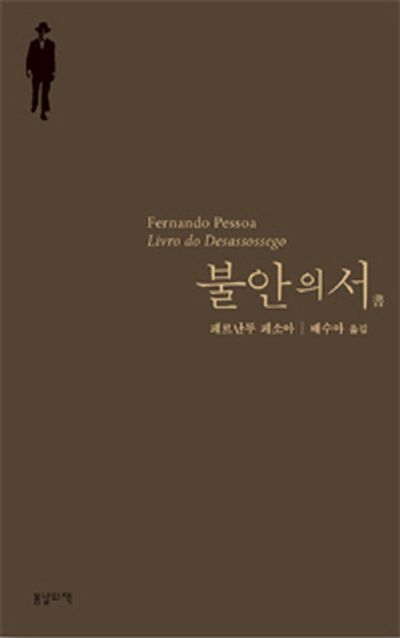 Fernando Pessoa
Livro do Desassossego
불안의서書
페르난두 페소아 | 배수아 옮김
봄날의책